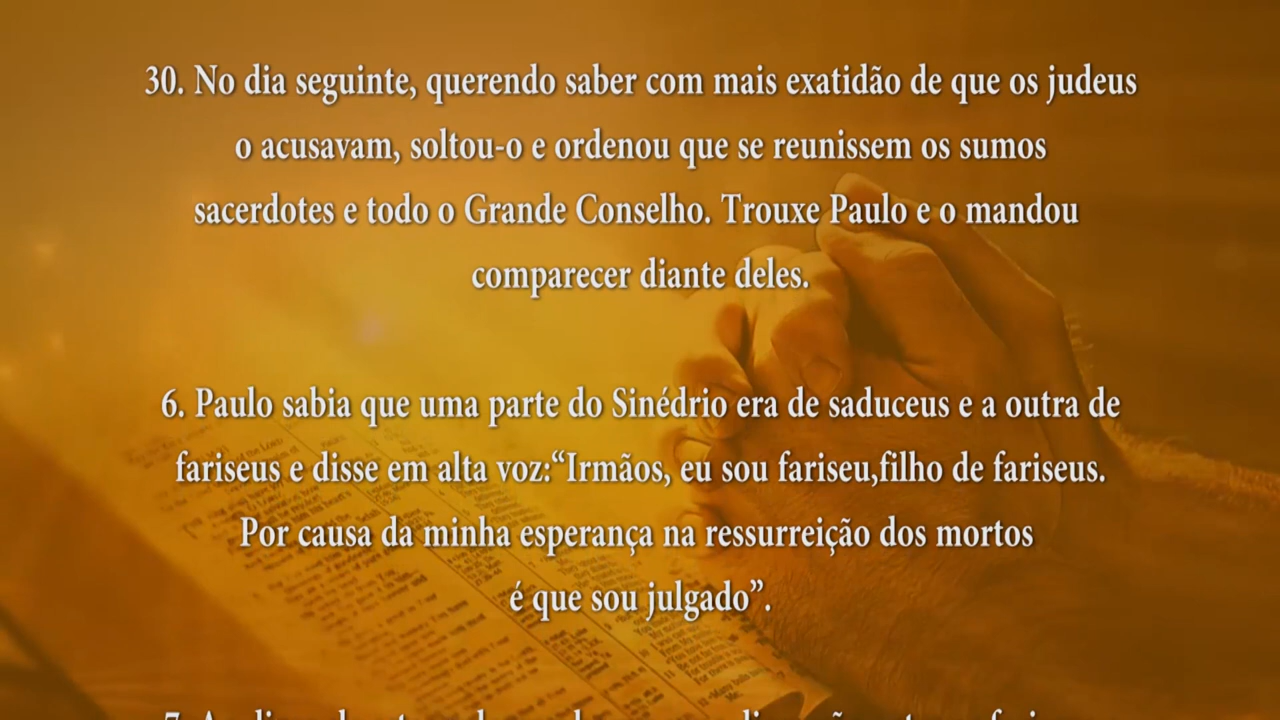 30. No dia seguinte, querendo saber com mais exatidão de que os judeus
o acusavam, soltou-o e ordenou que se reunissem os sumos
sacerdotes e todo o Grande Conselho. Trouxe Paulo e o mandou
comparecer diante deles.
6. Paulo sabia que uma parte do Sinédrio era de saduceus e a outra de
fariseus e disse em alta voz:“Irmãos, eu sou fariseu,filho de fariseus.
Por causa da minha esperança na ressurreição dos mortos
é que sou julgado”.